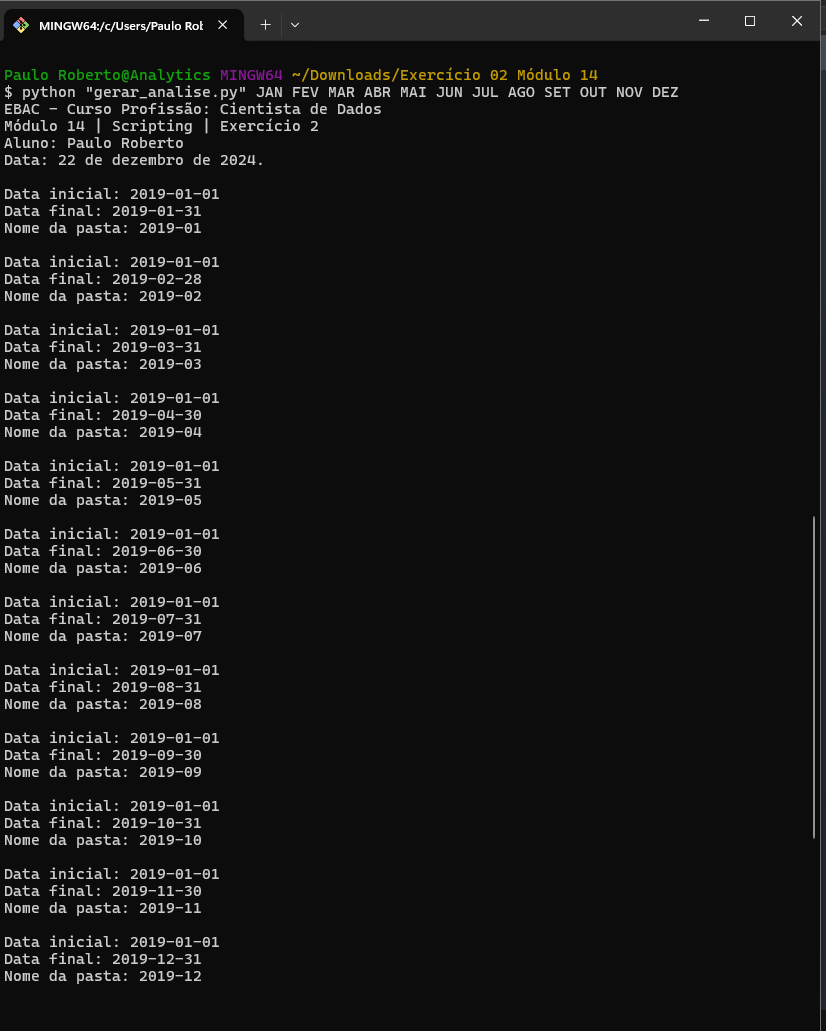 MINGW64:/c/Users/Paulo Rob
Paulo Roberto@Analytics MINGW64 ~/Downloads/Exercício 02 Módulo 14
$ python "gerar_analise.py" JAN FEV MAR ABR MAI JUN JUL AGO SET OUT NOV DEZ
EBAC - Curso Profissão: Cientista de Dados
Módulo 14 | Scripting | Exercício 2
Aluno: Paulo Roberto
Data: 22 de dezembro de 2024.

Data inicial: 2019-01-01
Data final: 2019-01-31
Nome da pasta: 2019-01

Data inicial: 2019-01-01
Data final: 2019-02-28
Nome da pasta: 2019-02

Data inicial: 2019-01-01
Data final: 2019-03-31
Nome da pasta: 2019-03

Data inicial: 2019-01-01
Data final: 2019-04-30
Nome da pasta: 2019-04

Data inicial: 2019-01-01
Data final: 2019-05-31
Nome da pasta: 2019-05

Data inicial: 2019-01-01
Data final: 2019-06-30
Nome da pasta: 2019-06

Data inicial: 2019-01-01
Data final: 2019-07-31
Nome da pasta: 2019-07

Data inicial: 2019-01-01
Data final: 2019-08-31
Nome da pasta: 2019-08

Data inicial: 2019-01-01
Data final: 2019-09-30
Nome da pasta: 2019-09

Data inicial: 2019-01-01
Data final: 2019-10-31
Nome da pasta: 2019-10

Data inicial: 2019-01-01
Data final: 2019-11-30
Nome da pasta: 2019-11

Data inicial: 2019-01-01
Data final: 2019-12-31
Nome da pasta: 2019-12